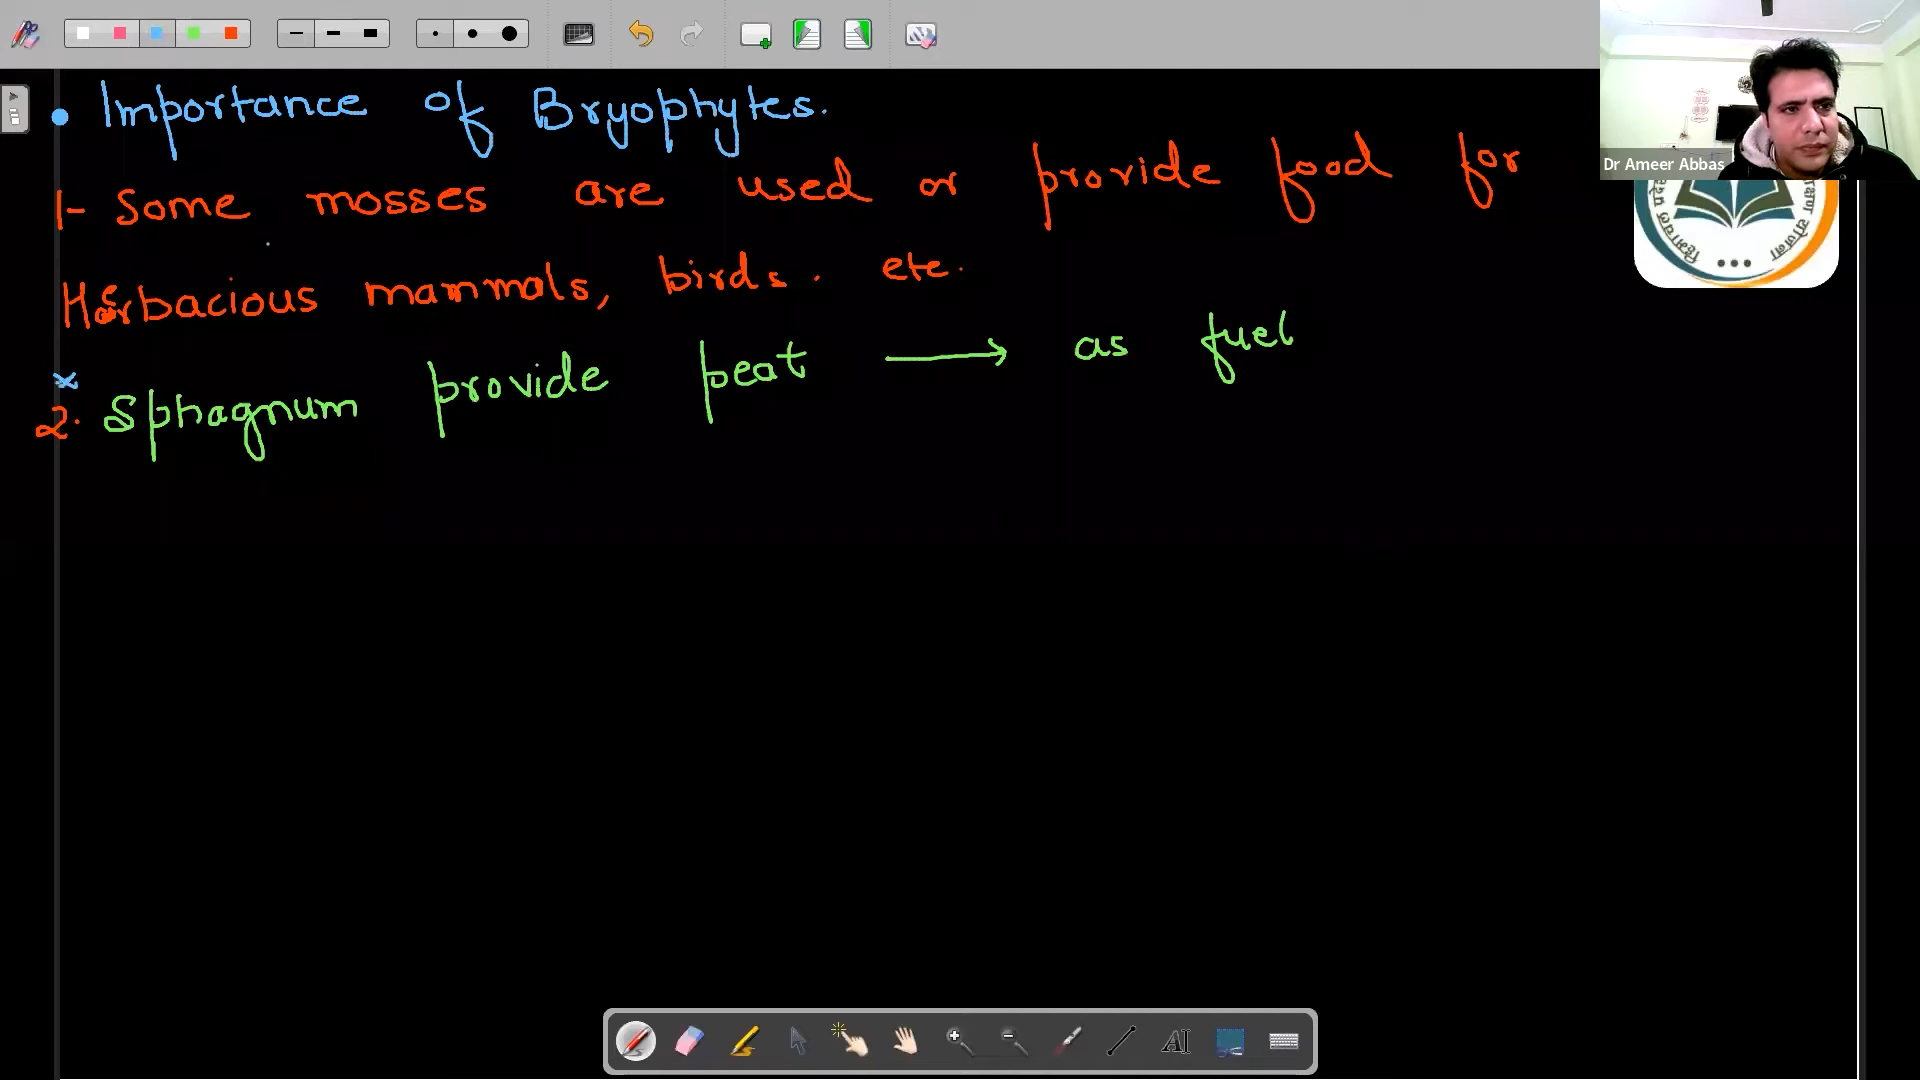 • Importance of Bryophytes.
1- Some mosses are used or provide food for
Herbacious mammals, birds. etc.
2. Sphagnum provide peat → as fuel
Dr Ameer Abbas